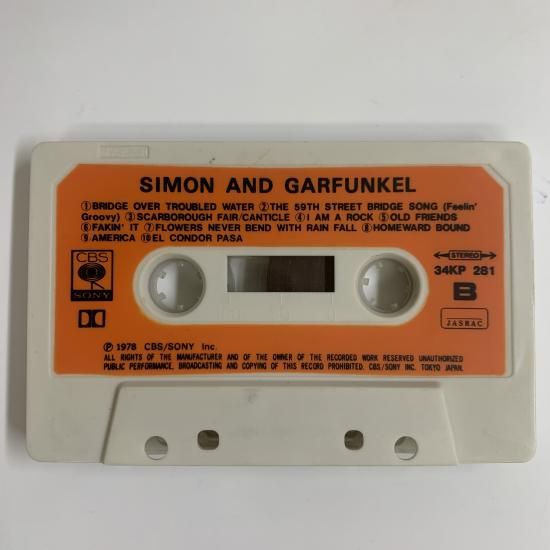 SIMON AND GARFUNKEL
①BRIDGE OVER TROUBLED WATER ②THE 59TH STREET BRIDGE SONG (Feelin'
Groovy) ③SCARBOROUGH FAIR/CANTICLE ④I AM A ROCK ⑤OLD FRIENDS
⑥FAKIN' IT ⑦FLOWERS NEVER BEND WITH RAIN FALL ⑧HOMEWARD BOUND
⑨AMERICA ⑩EL CONDOR PASA
CBS
SONY
STEREO
34KP 281
B
JASRAC
Ⓟ1978 CBS/SONY Inc.
ALL RIGHTS OF THE MANUFACTURER AND OF THE OWNER OF THE RECORDED WORK RESERVED UNAUTHORIZED
PUBLIC PERFORMANCE, BROADCASTING AND COPYING OF THIS RECORD PROHIBITED. CBS/SONY INC. TOKYO JAPAN.